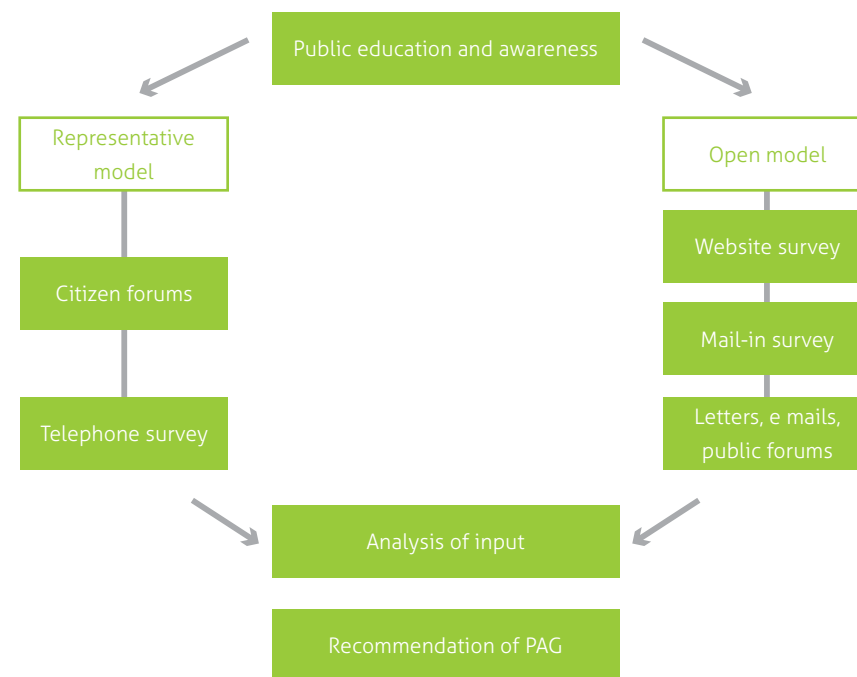 Public education and awareness
Representative
model
Open model
Website survey
Citizen forums
Mail-in survey
Telephone survey
Letters, e mails,
public forums
Analysis of input
Recommendation of PAG